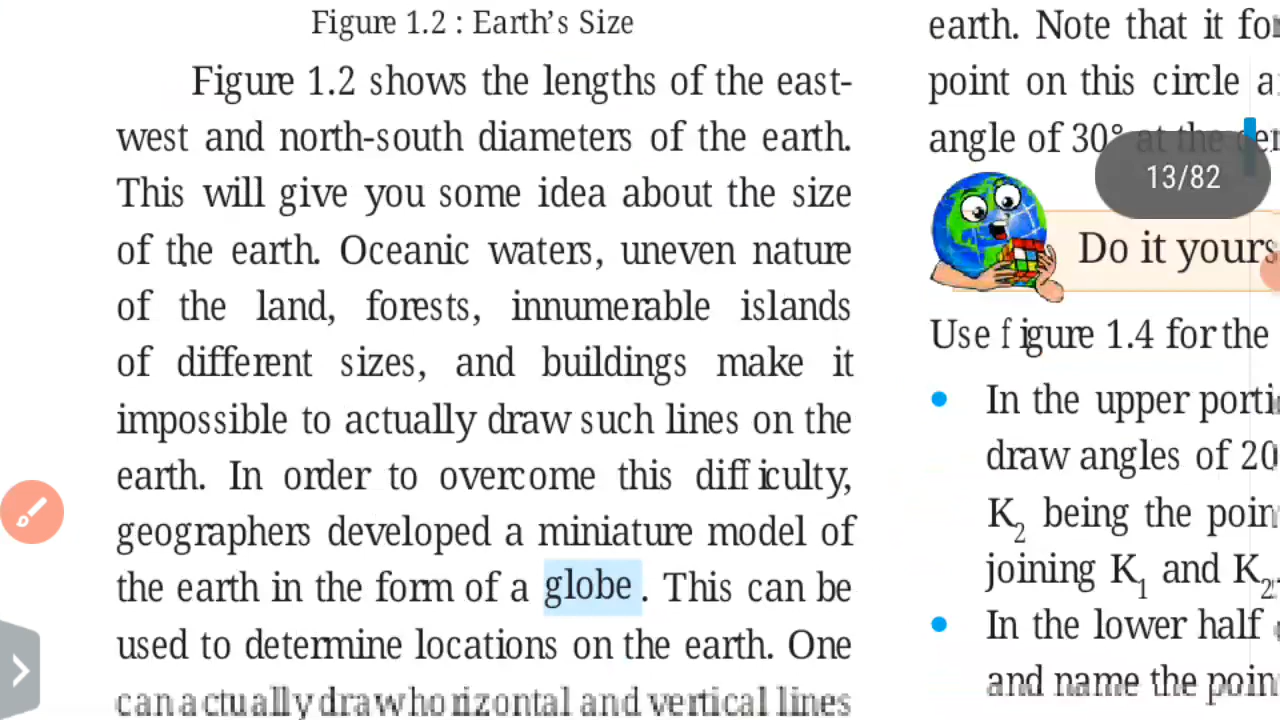 Figure 1.2 : Earth's Size
Figure 1.2 shows the lengths of the east-
west and north-south diameters of the earth.
This will give you some idea about the size
of the earth. Oceanic waters, uneven nature
of the land, forests, innumerable islands
of different sizes, and buildings make it
impossible to actually draw such lines on the
earth. In order to overcome this difficulty,
geographers developed a miniature model of
the earth in the form of a globe. This can be
used to determine locations on the earth. One
can actually draw horizontal and vertical lines
earth. Note that it
point on this circle
angle of 30° at the
13/82
Do it yours
Use figure 1.4 for the
In the upper
draw angles of 20
K2 being the
joining K1 and K2
In the lower half
and name the